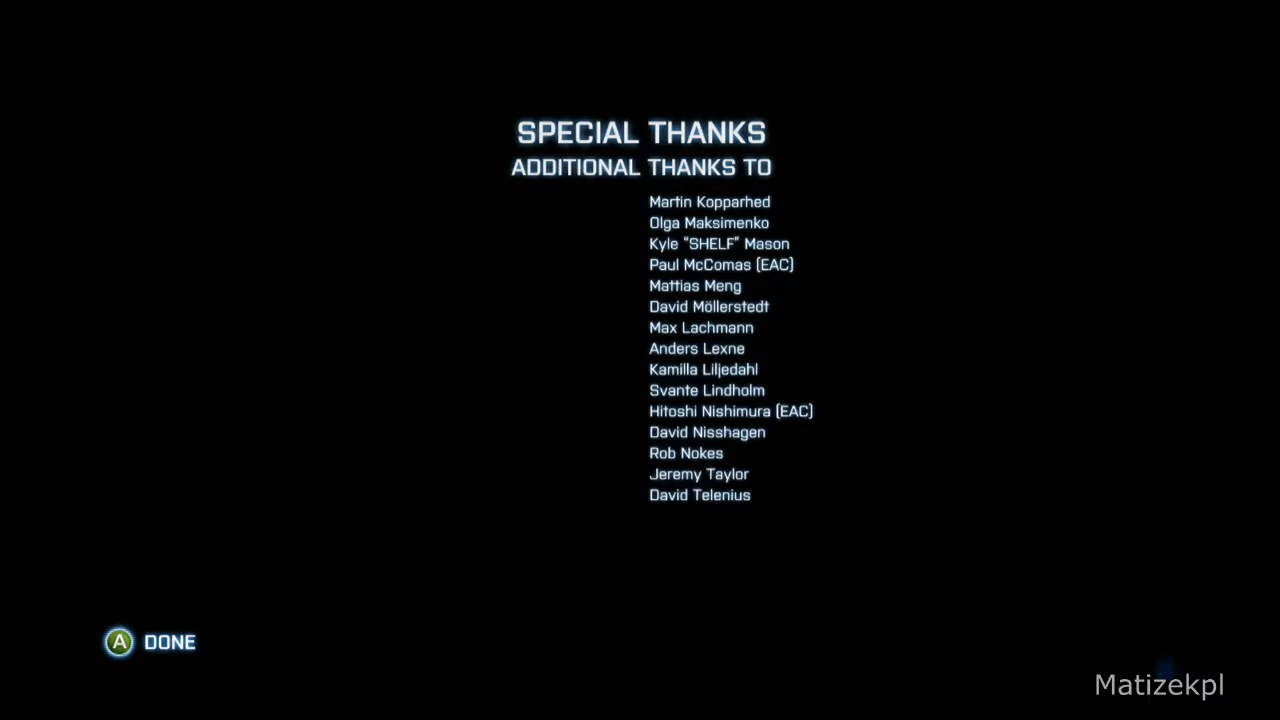 SPECIAL THANKS
ADDITIONAL THANKS TO
Martin Kopparhed
Olga Maksimenko
Kyle "SHELF" Mason
Paul McComas (EAC)
Mattias Meng
David Möllerstedt
Max Lachmann
Anders Lexne
Kamilla Liljedahl
Svante Lindholm
Hitoshi Nishimura (EAC)
David Nisshagen
Rob Nokes
Jeremy Taylor
David Telenius
A DONE
Matizekpl